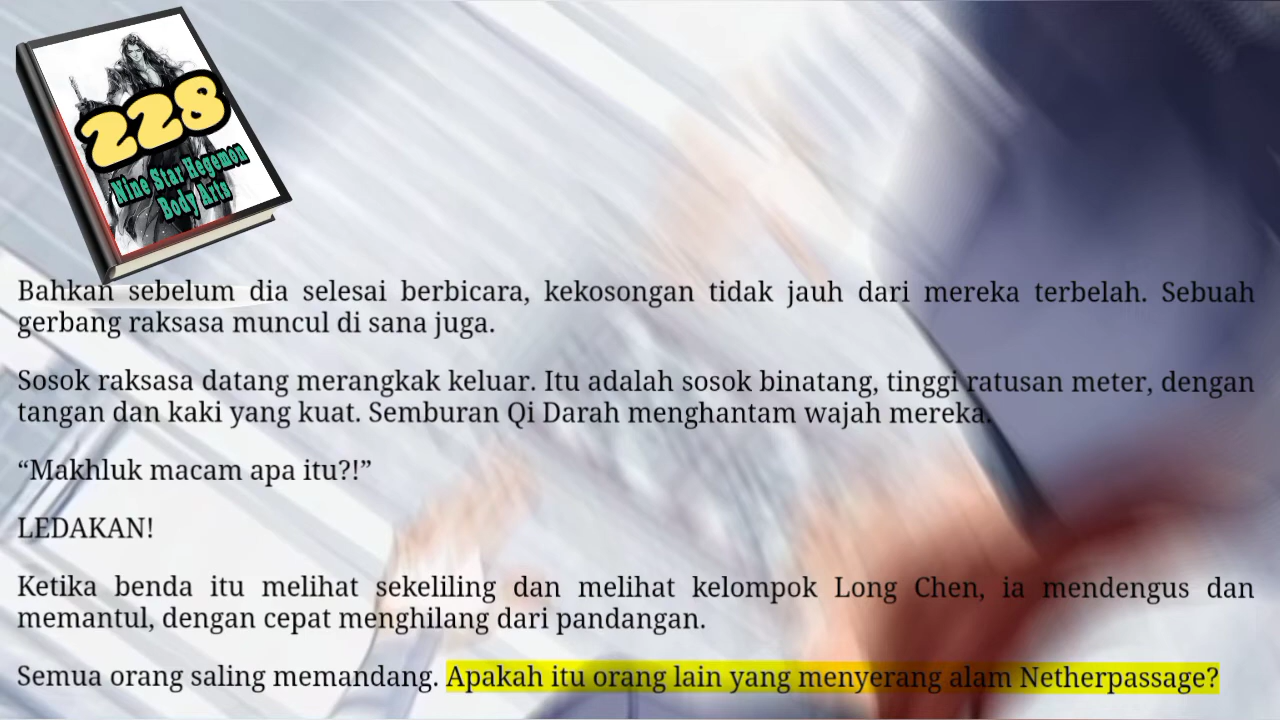 228
Nine Star Hegemon
Body Arts
Bahkan sebelum dia selesai berbicara, kekosongan tidak jauh dari mereka terbelah. Sebuah
gerbang raksasa muncul di sana juga.
Sosok raksasa datang merangkak keluar. Itu adalah sosok binatang, tinggi ratusan meter, dengan
tangan dan kaki yang kuat. Semburan Qi Darah menghantam wajah mereka.
“Makhluk macam apa itu?!”
LEDAKAN!
Ketika benda itu melihat sekeliling dan melihat kelompok Long Chen, ia mendengus dan
memantul, dengan cepat menghilang dari pandangan.
Semua orang saling memandang. Apakah itu orang lain yang menyerang alam Netherpassage?